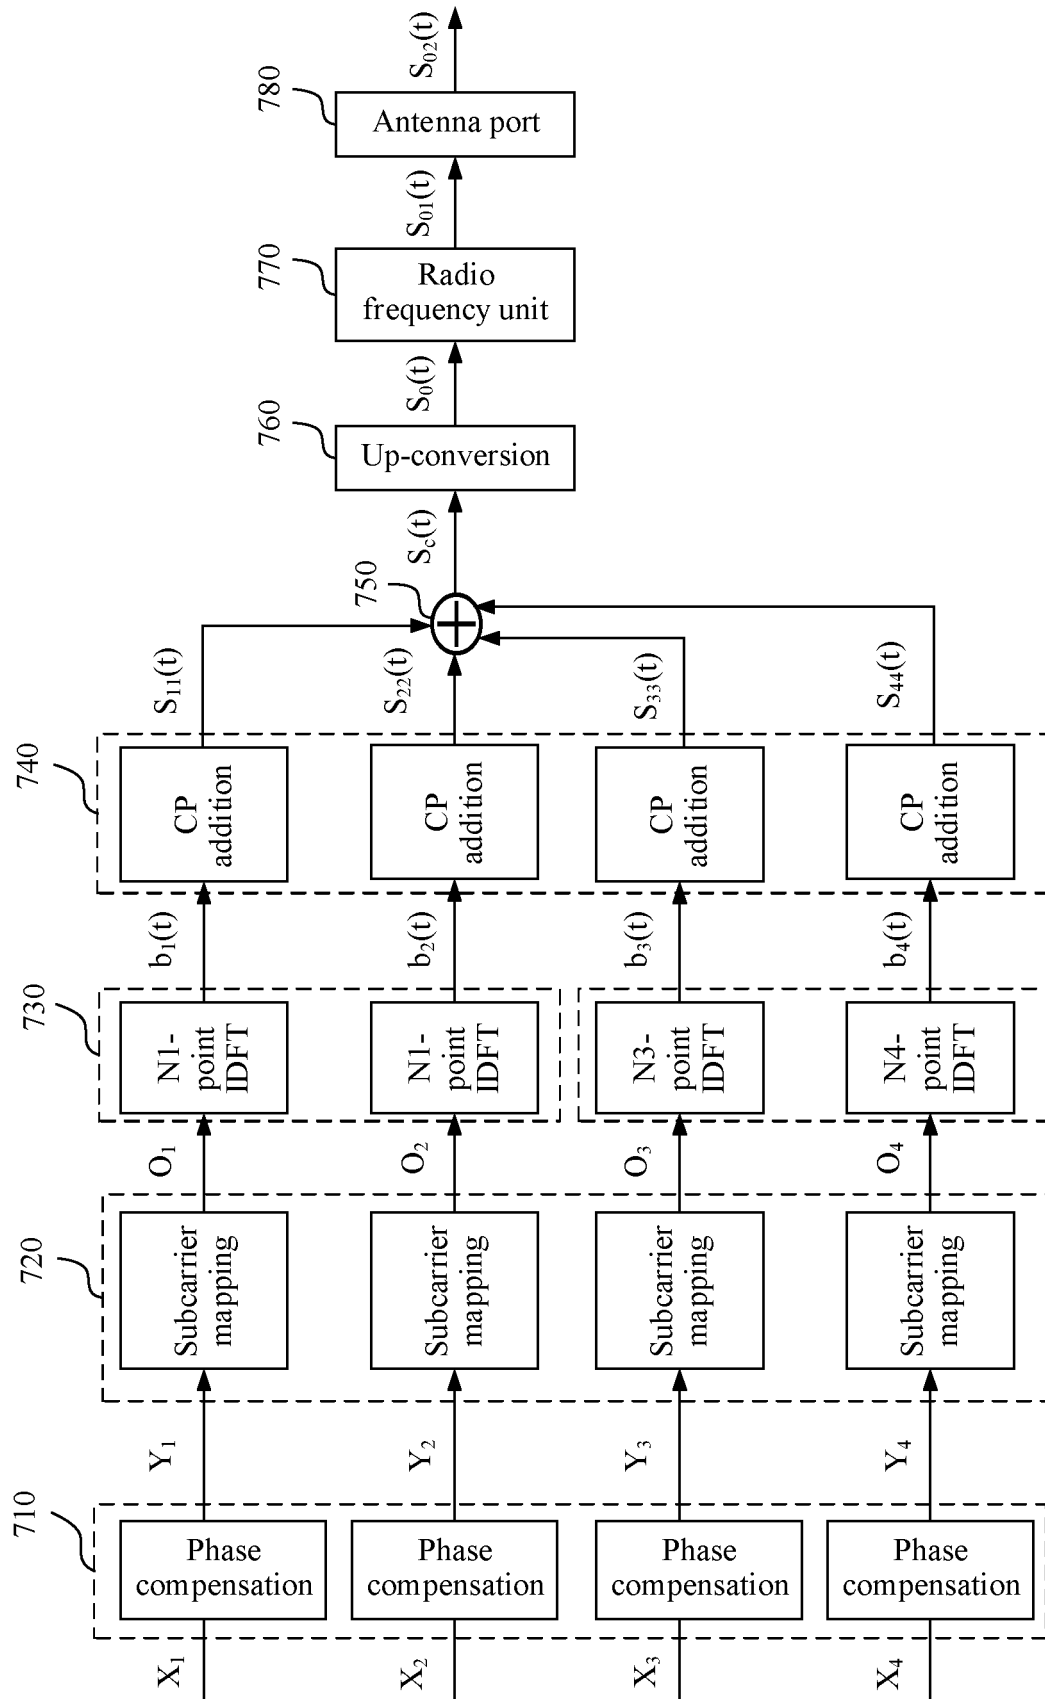 S₀₂(t)
780
Antenna port
S₀₁(t)
770
Radio
frequency unit
S₀(t)
760
Up-conversion
S_c(t)
750
S₁₁(t)
S₂₂(t)
S₃₃(t)
S₄₄(t)
740
CP
addition
CP
addition
CP
addition
CP
addition
b₁(t)
b₂(t)
b₃(t)
b₄(t)
730
N1-
point
IDFT
N1-
point
IDFT
N3-
point
IDFT
N4-
point
IDFT
O₁
O₂
O₃
O₄
720
Subcarrier
mapping
Subcarrier
mapping
Subcarrier
mapping
Subcarrier
mapping
Y₁
Y₂
Y₃
Y₄
710
Phase
compensation
Phase
compensation
Phase
compensation
Phase
compensation
X₁
X₂
X₃
X₄